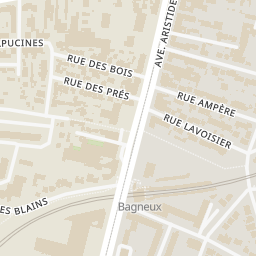 PUCINES
RUE DES BOIS
AVE. ARISTIDE
RUE DES PRÉS
RUE AMPÈRE
RUE LAVOISIER
ES BLAINS
Bagneux